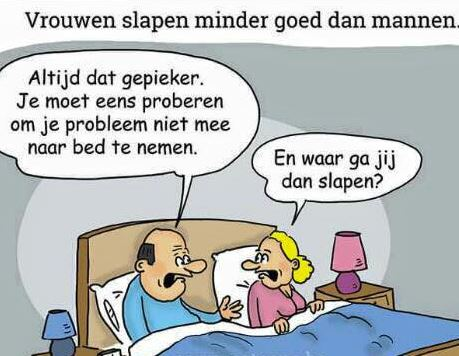 Vrouwen slapen minder goed dan mannen.
Altijd dat gepieker.
Je moet eens proberen
om je probleem niet mee
naar bed te nemen.
En waar ga jij
dan slapen?